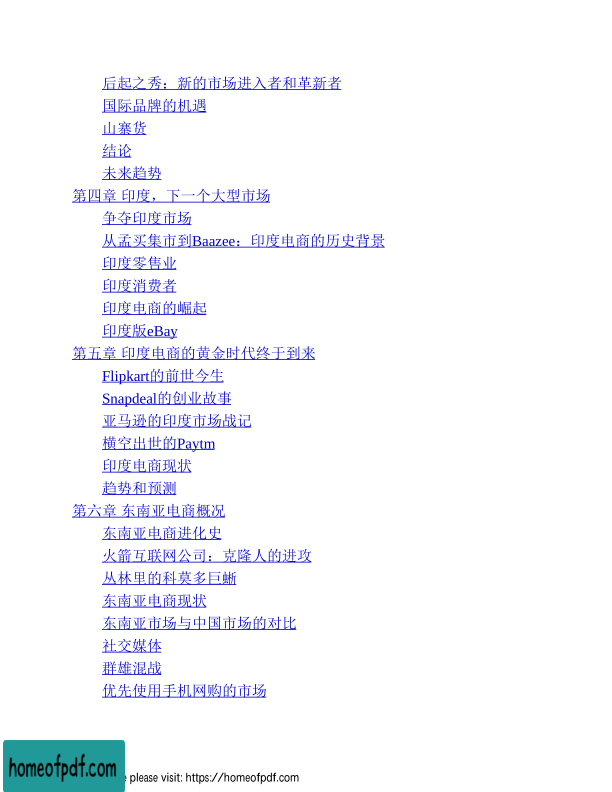 后起之秀：新的市场进入者和革新者
国际品牌的机遇
山寨货
结论
未来趋势
第四章 印度，下一个大型市场
争夺印度市场
从孟买集市到Baazee：印度电商的历史背景
印度零售业
印度消费者
印度电商的崛起
印度版eBay
第五章 印度电商的黄金时代终于到来
Flipkart的前世今生
Snapdeal的创业故事
亚马逊的印度市场战记
横空出世的Paytm
印度电商现状
趋势和预测
第六章 东南亚电商概况
东南亚电商进化史
火箭互联网公司：克隆人的进攻
丛林里的科莫多巨蜥
东南亚电商现状
东南亚市场与中国市场的对比
社交媒体
群雄混战
优先使用手机网购的市场
homeofpdf.com
e please visit: https://homeofpdf.com